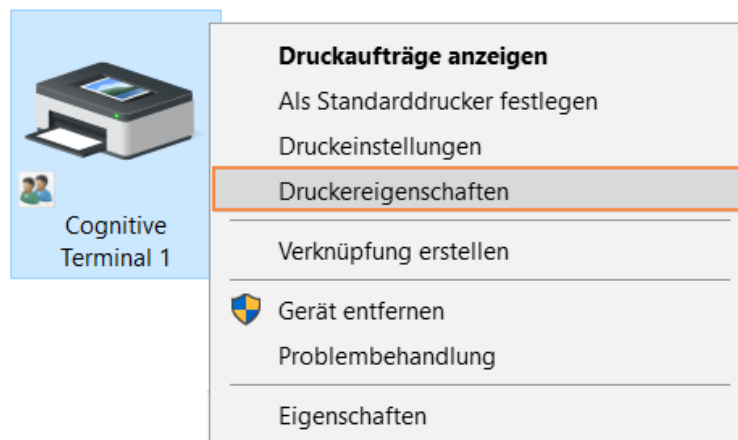 Cognitive
Terminal 1
Druckaufträge anzeigen
Als Standarddrucker festlegen
Druckeinstellungen
Druckereigenschaften
Verknüpfung erstellen
Gerät entfernen
Problembehandlung
Eigenschaften